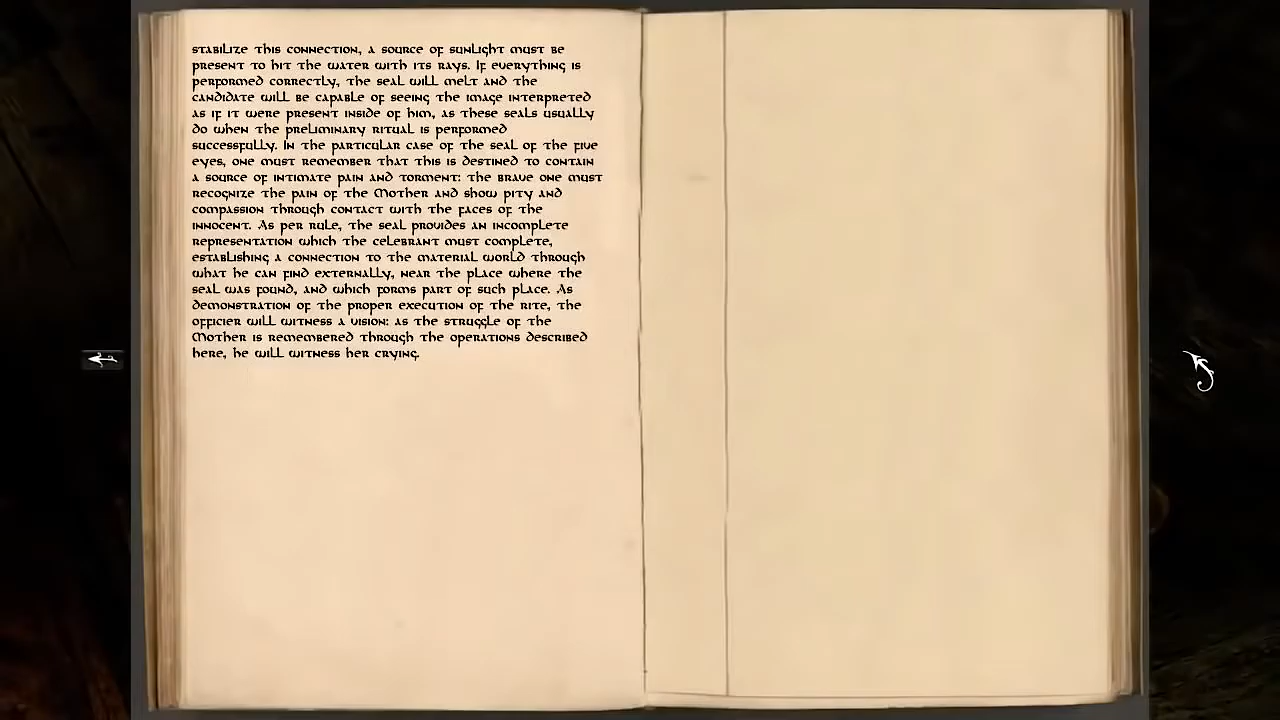 stabilize this connection, a source of sunlight must be
present to hit the water with its rays. If everything is
performed correctly, the seal will melt and the
candidate will be capable of seeing the image interpreted
as if it were present inside of him, as these seals usually
do when the preliminary ritual is performed
successfully. In the particular case of the seal of the five
eyes, one must remember that this is destined to contain
a source of intimate pain and torment: the brave one must
recognize the pain of the Mother and show pity and
compassion through contact with the faces of the
innocent. As per rule, the seal provides an incomplete
representation which the celebrant must complete,
establishing a connection to the material world through
what he can find externally, near the place where the
seal was found, and which forms part of such place. As
demonstration of the proper execution of the rite, the
officier will witness a vision: as the struggle of the
Mother is remembered through the operations described
here, he will witness her crying.